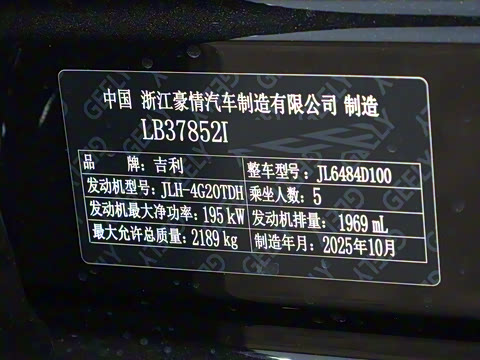 中国 浙江豪情汽车制造有限公司 制造
LB37852I
品 牌: 吉利 整车型号: JL6484D100
发动机型号: JLH-4G20TDH 乘坐人数: 5
发动机最大净功率: 195 kW 发动机排量: 1969 mL
最大允许总质量: 2189 kg 制造年月: 2025年10月